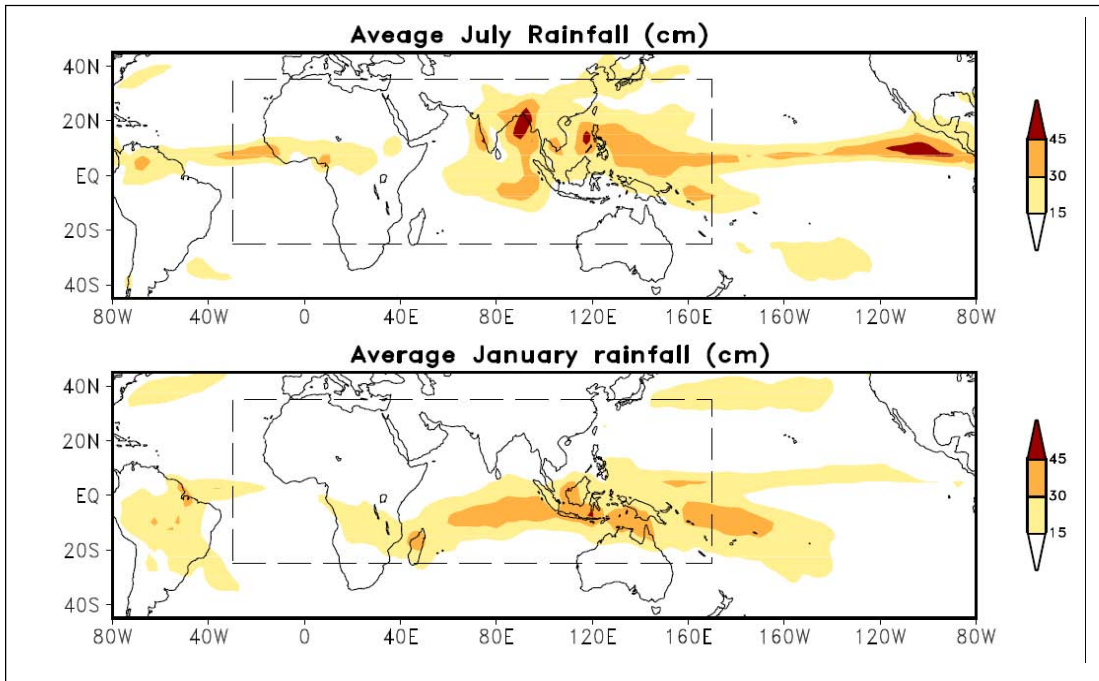 Aveage July Rainfall (cm)
40N
20N
EQ
20S
40S
80W 40W 0 40E 80E 120E 160E 160W 120W 80W
45
30
15
Average January rainfall (cm)
40N
20N
EQ
20S
40S
80W 40W 0 40E 80E 120E 160E 160W 120W 80W
45
30
15